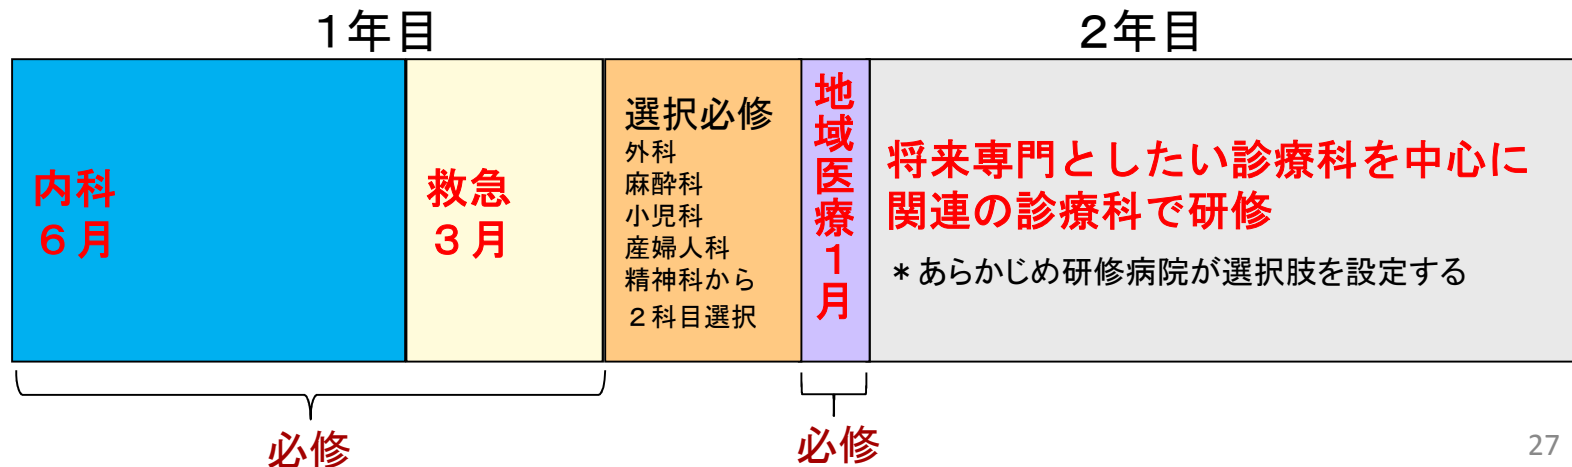 １年目
２年目
内科
６月
救急
３月
選択必修
外科
麻酔科
小児科
産婦人科
精神科から
２科目選択
地域医療１月
将来専門としたい診療科を中心に
関連の診療科で研修
＊あらかじめ研修病院が選択肢を設定する
必修
必修
27